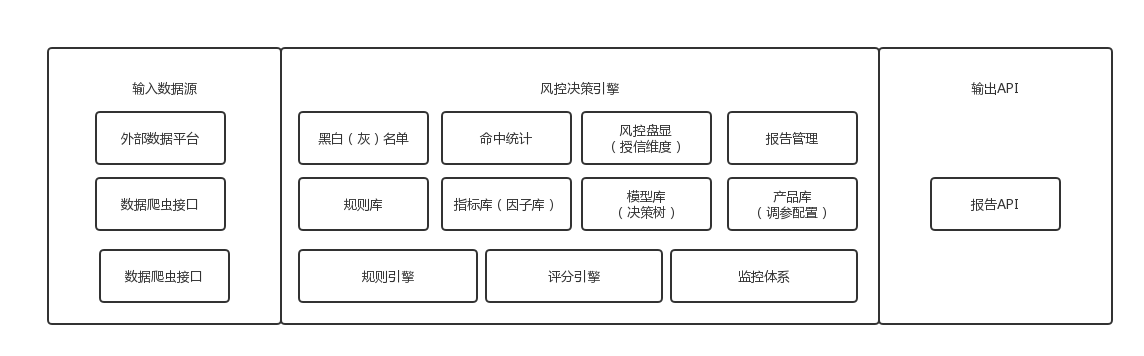 输入数据源
外部数据平台
数据爬虫接口
数据爬虫接口
风控决策引擎
黑白（灰）名单
命中统计
风控盘显
（授信维度）
报告管理
规则库
指标库（因子库）
模型库
（决策树）
产品库
（调参配置）
规则引擎
评分引擎
监控体系
输出API
报告API